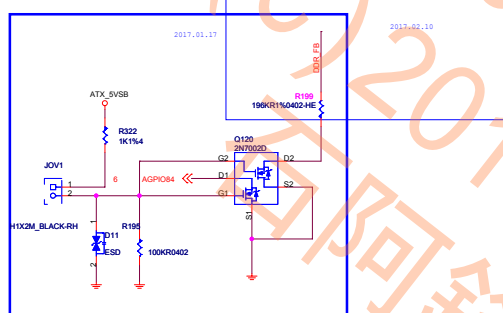 2017.01.17
2017.02.10
DDR_FB
R199
196KR1%0402-HE
ATX_5VSB
R322
1K1%4
Q120
2N7002D
JOV1
1
2
6
AGPIO84
G2
D1
G1
D2
S2
S1
H1X2M_BLACK-RH
1
D11
2
ESD
R195
100KR0402
c) 201